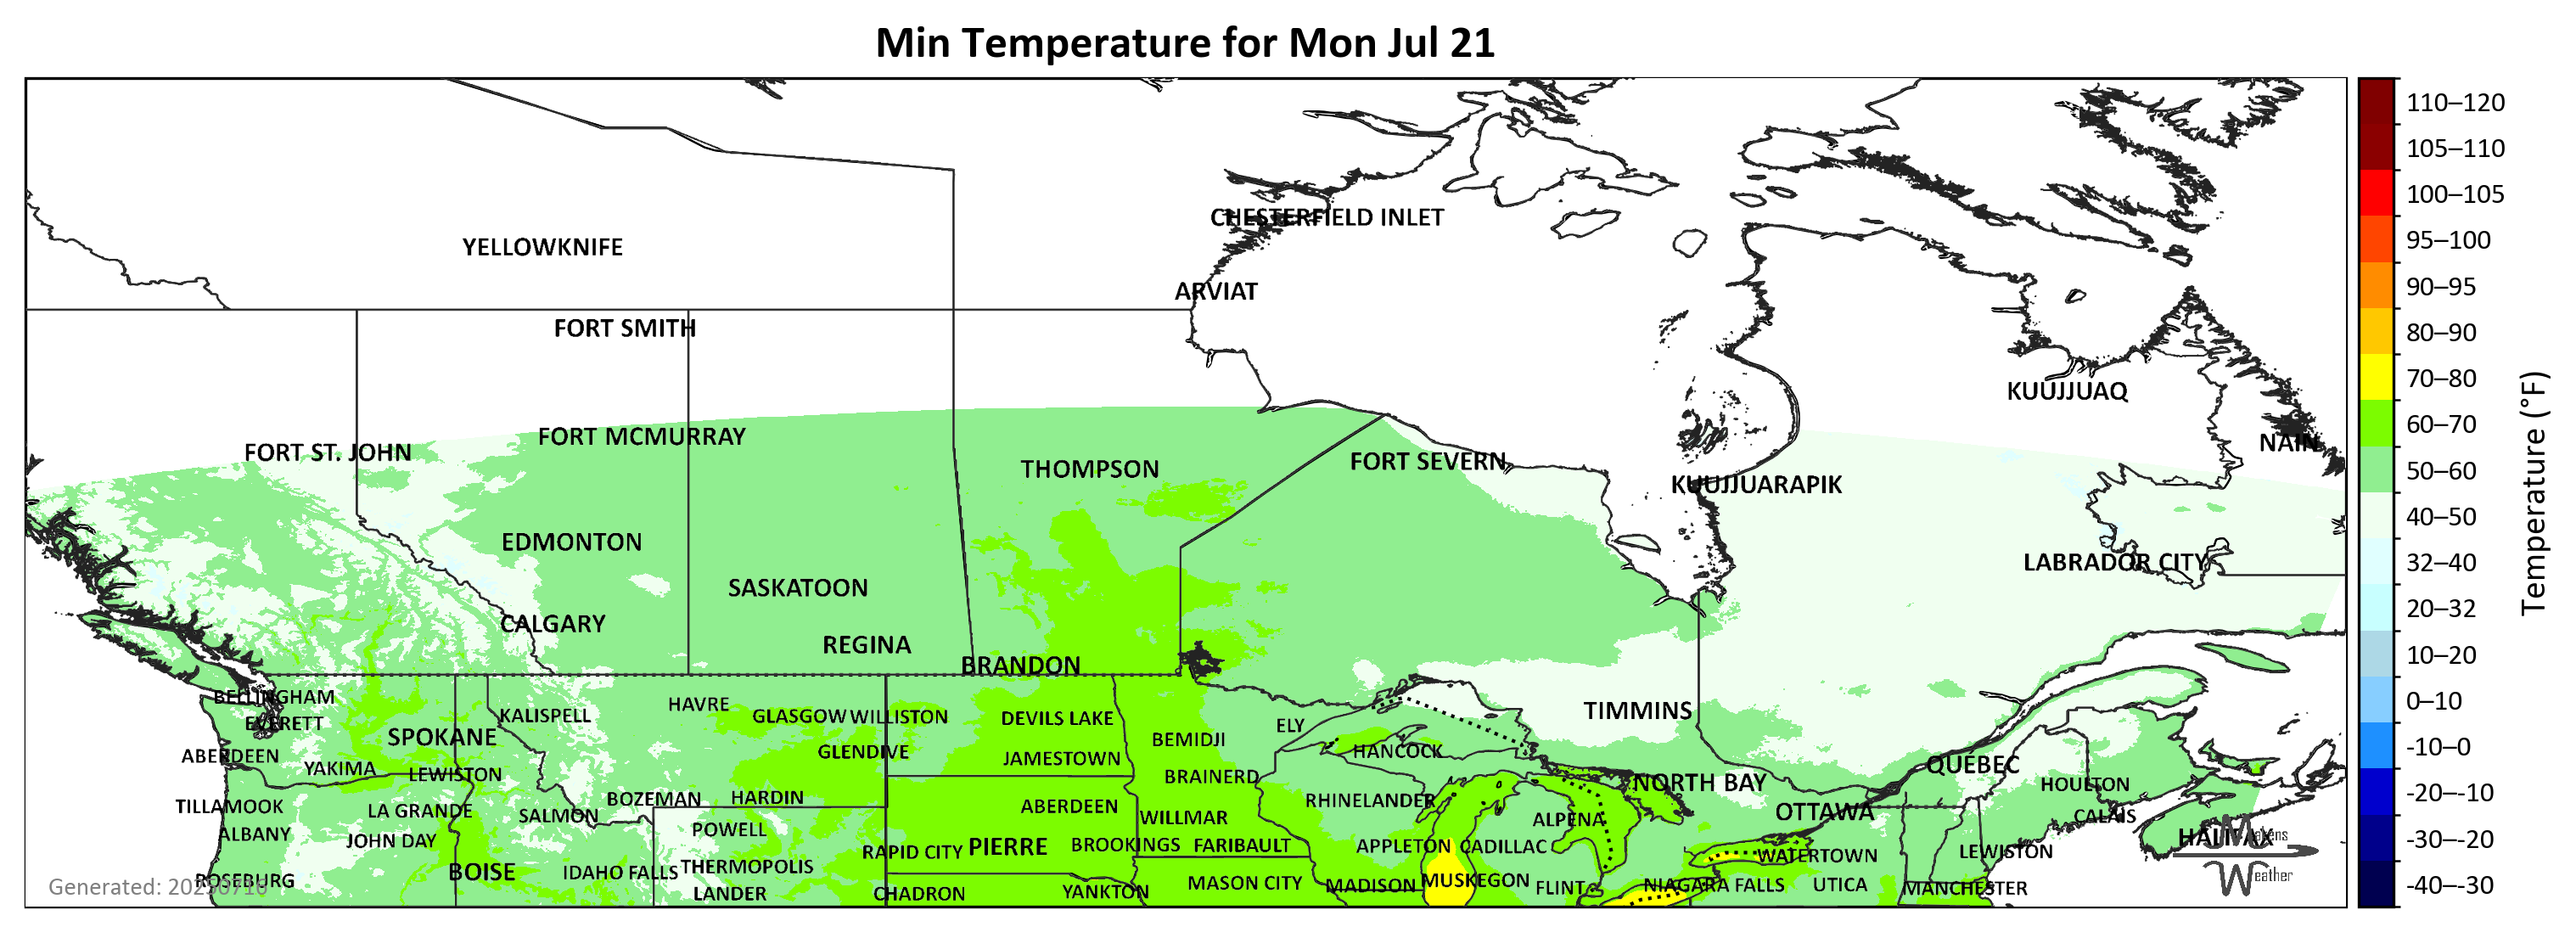 Min Temperature for Mon Jul 21
CHESTERFIELD INLET
YELLOWKNIFE
ARVIAT
FORT SMITH
KUUJJUAQ
FORT MCMURRAY
NAIN
FORT ST. JOHN
FORT SEVERN
THOMPSON
KUUJJUARAPIK
EDMONTON
LABRADOR CITY
SASKATOON
CALGARY
REGINA
BRANDON
BELLINGHAM
HAVRE
TIMMINS
KALISPELL
GLASGOW WILLISTON
DEVILS LAKE
EVERETT
ELY
SPOKANE
BEMIDJI
GLENDIVE
HANCOCK
ABERDEEN
JAMESTOWN
QUÉBEC
YAKIMA
LEWISTON
BRAINERD
NORTH BAY
HOULTON
BOZEMAN
HARDIN
RHINELANDER
TILLAMOOK
LA GRANDE
ABERDEEN
OTTAWA
SALMON
WILLMAR
CALAIS
ALPENA
POWELL
ALBANY
HALIFAX
JOHN DAY
RAPID CITY
PIERRE
BROOKINGS
FARIBAULT
APPLETON
CADILLAC
LEWISTON
WATERTOWN
BOISE
IDAHO FALLS
THERMOPOLIS
ROSEBURG
MASON CITY
MADISON
MUSKEGON
FLINT
NIAGARA FALLS
UTICA
MANCHESTER
LANDER
CHADRON
YANKTON
Generated: 20250716
Makens
Weather
110–120
105–110
100–105
95–100
90–95
80–90
70–80
60–70
50–60
40–50
32–40
20–32
10–20
0–10
-10–0
-20–-10
-30–-20
-40–-30
Temperature (°F)